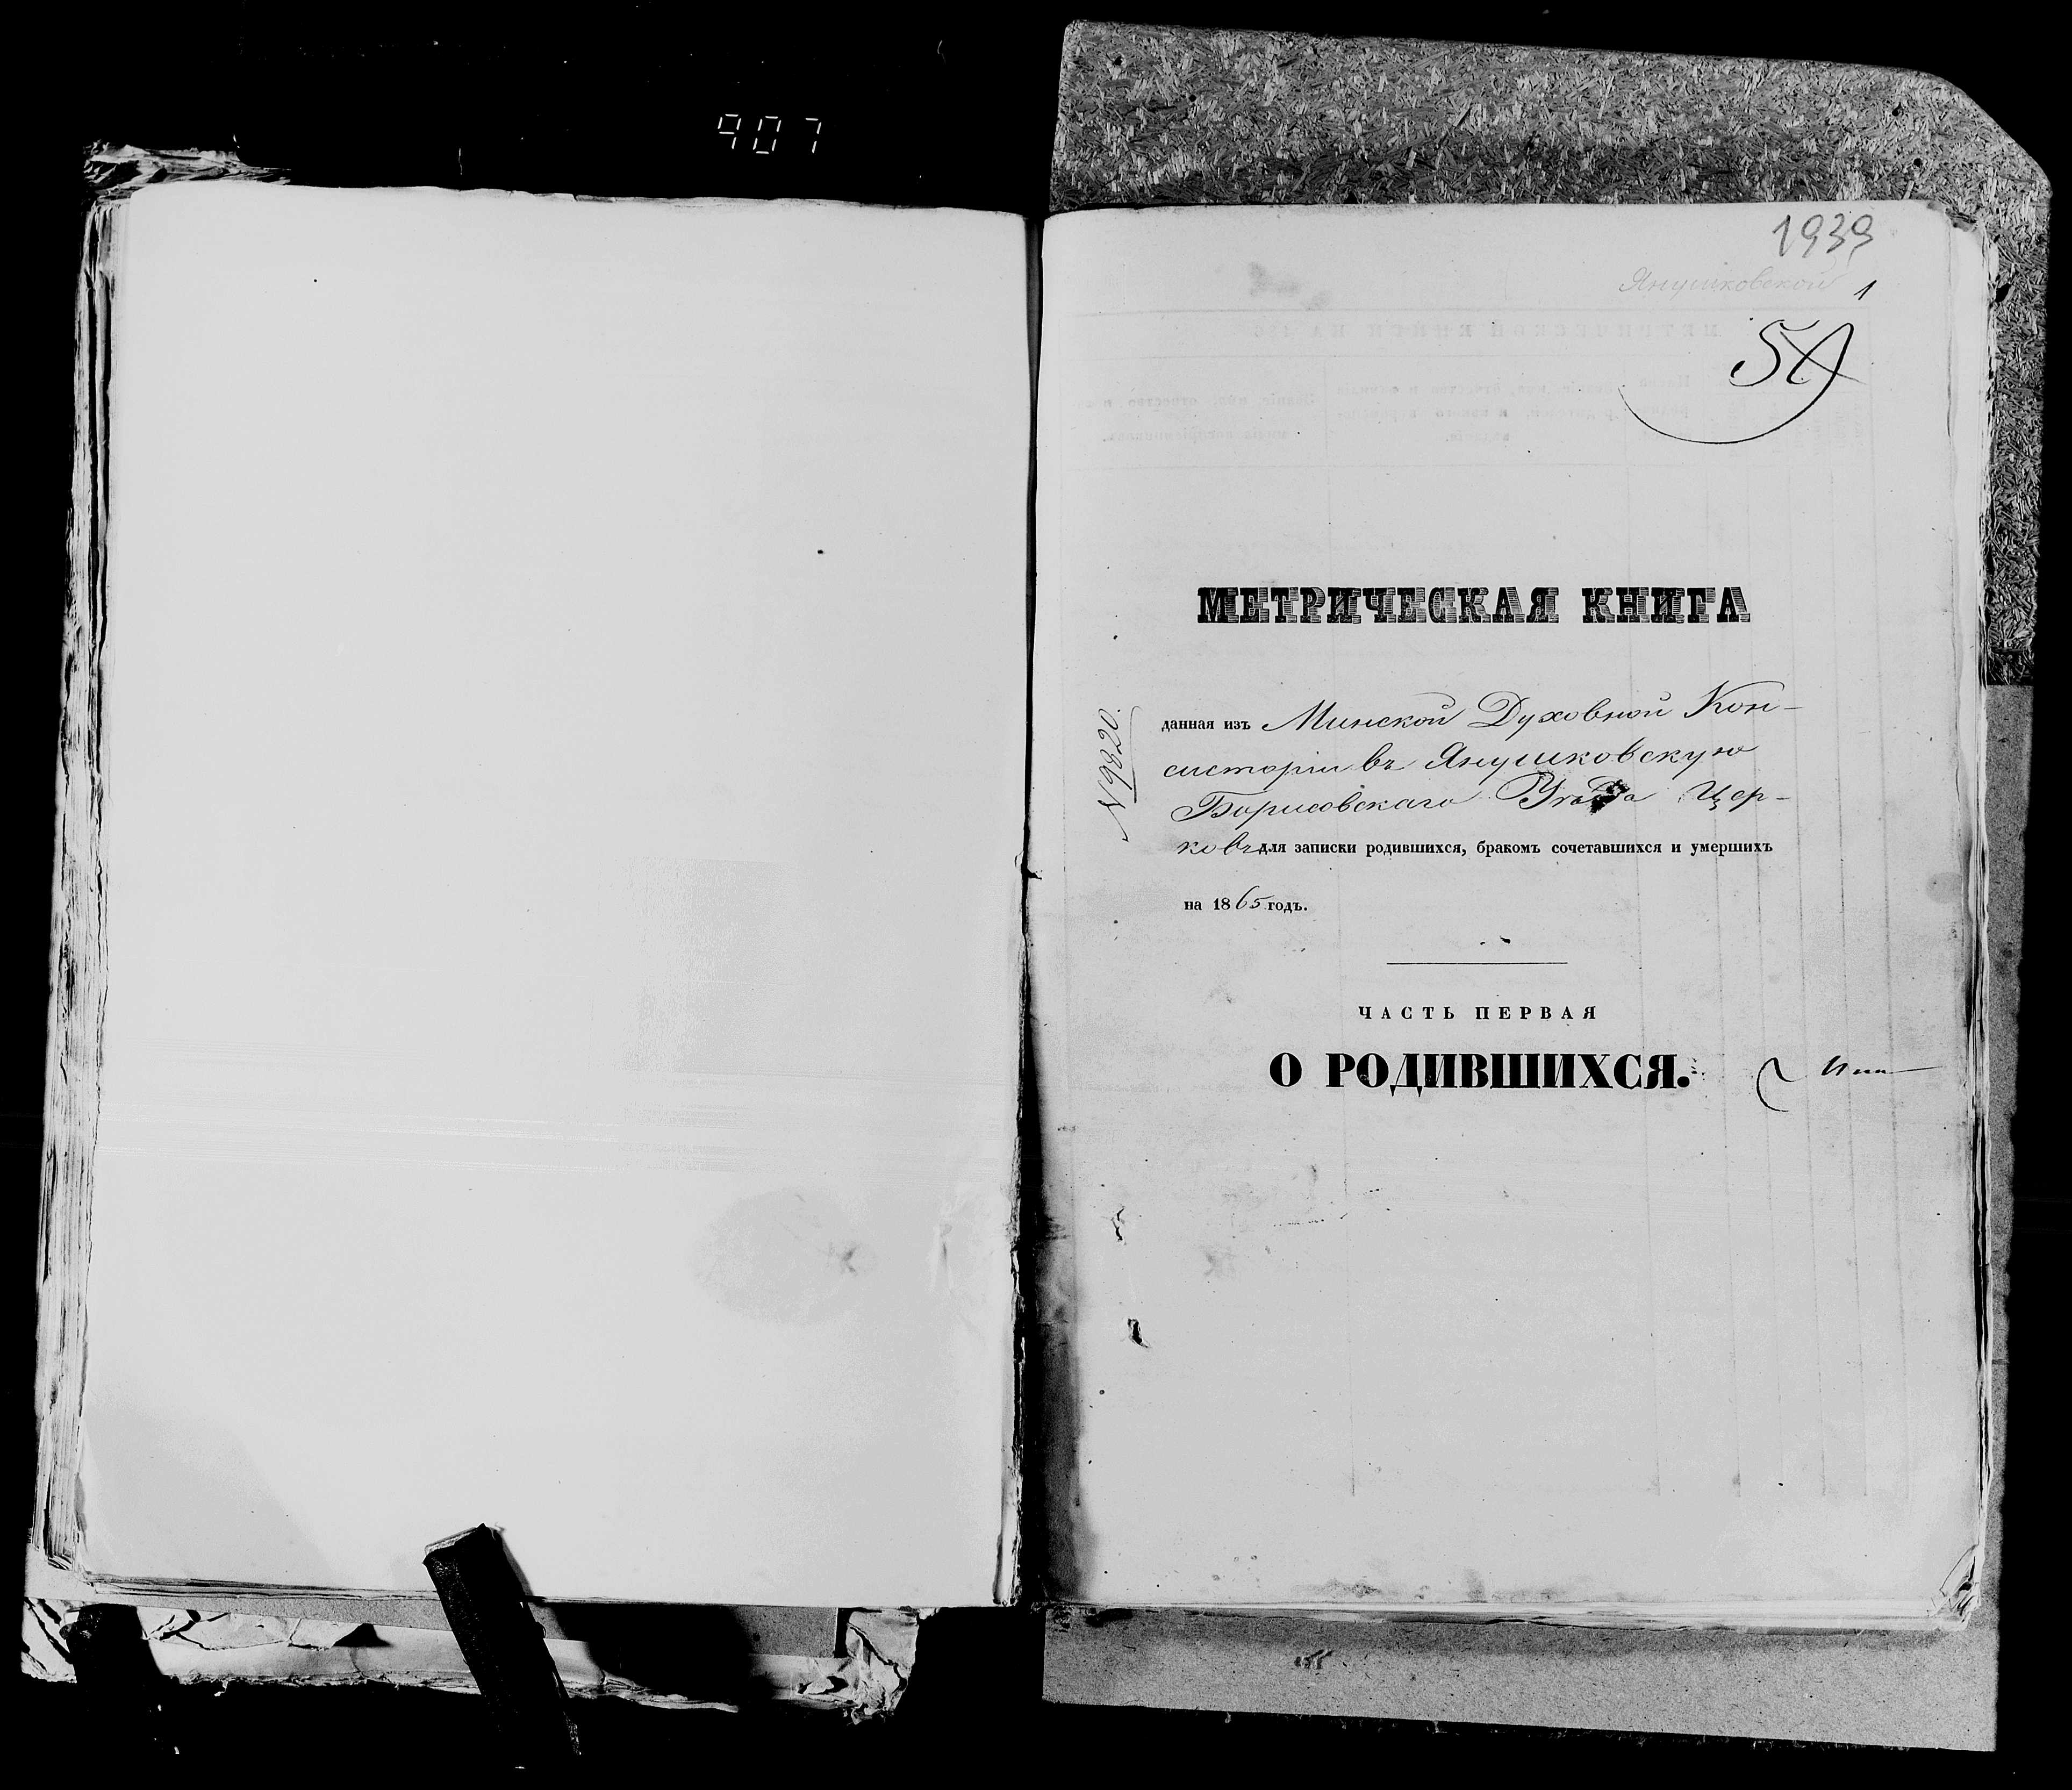 907
1939
Янушковской 1
54
МЕТРИЧЕСКАЯ КНИГА
№ 9820.
данная изъ Минской Духовной Кон-
систоріи въ Янушковскую
Борисовскаго Уѣзда Цер-
ковь для записки родившихся, бракомъ сочетавшихся и умершихъ
на 1865 годъ.
ЧАСТЬ ПЕРВАЯ
О РОДИВШИХСЯ.